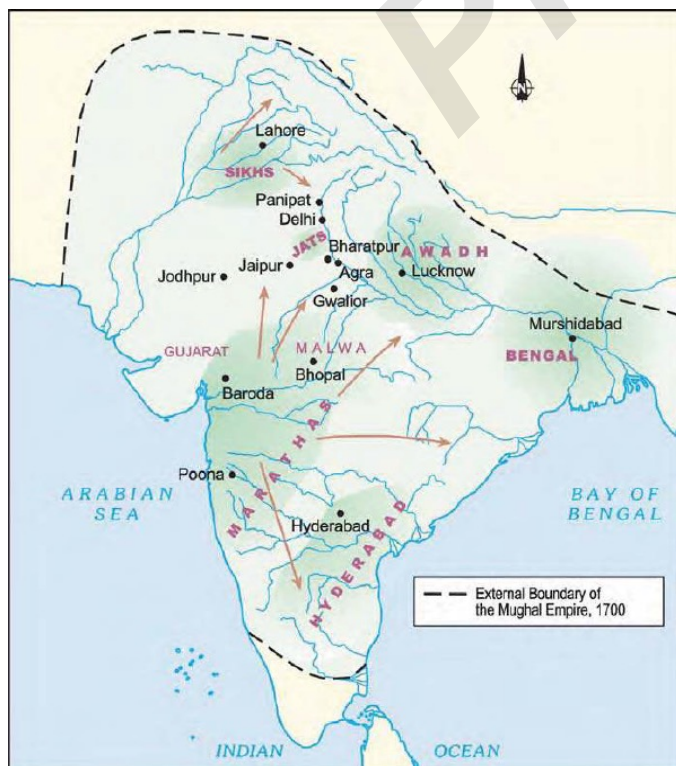 N
Lahore
SIKHS
Panipat
Delhi
JATS
Bharatpur
AWADH
Jodhpur
Jaipur
Agra
Lucknow
Gwalior
Murshidabad
GUJARAT
MALWA
BENGAL
Bhopal
Baroda
MARATHAS
Poona
ARABIAN
SEA
BAY OF
BENGAL
Hyderabad
HYDERABAD
External Boundary of
the Mughal Empire, 1700
INDIAN
OCEAN